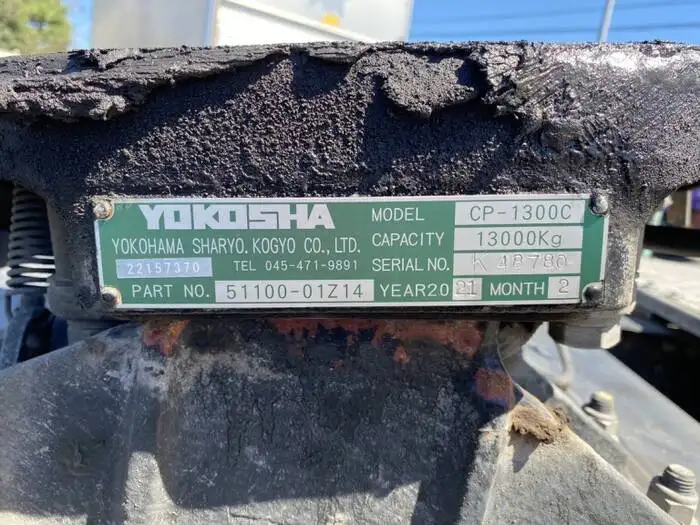 YOKOSHA MODEL CP-1300C
YOKOHAMA SHARYO. KOGYO CO., LTD. CAPACITY 13000Kg
22157370 TEL 045-471-9891 SERIAL NO. K 48780
PART NO. 51100-01Z14 YEAR20 21 MONTH 2